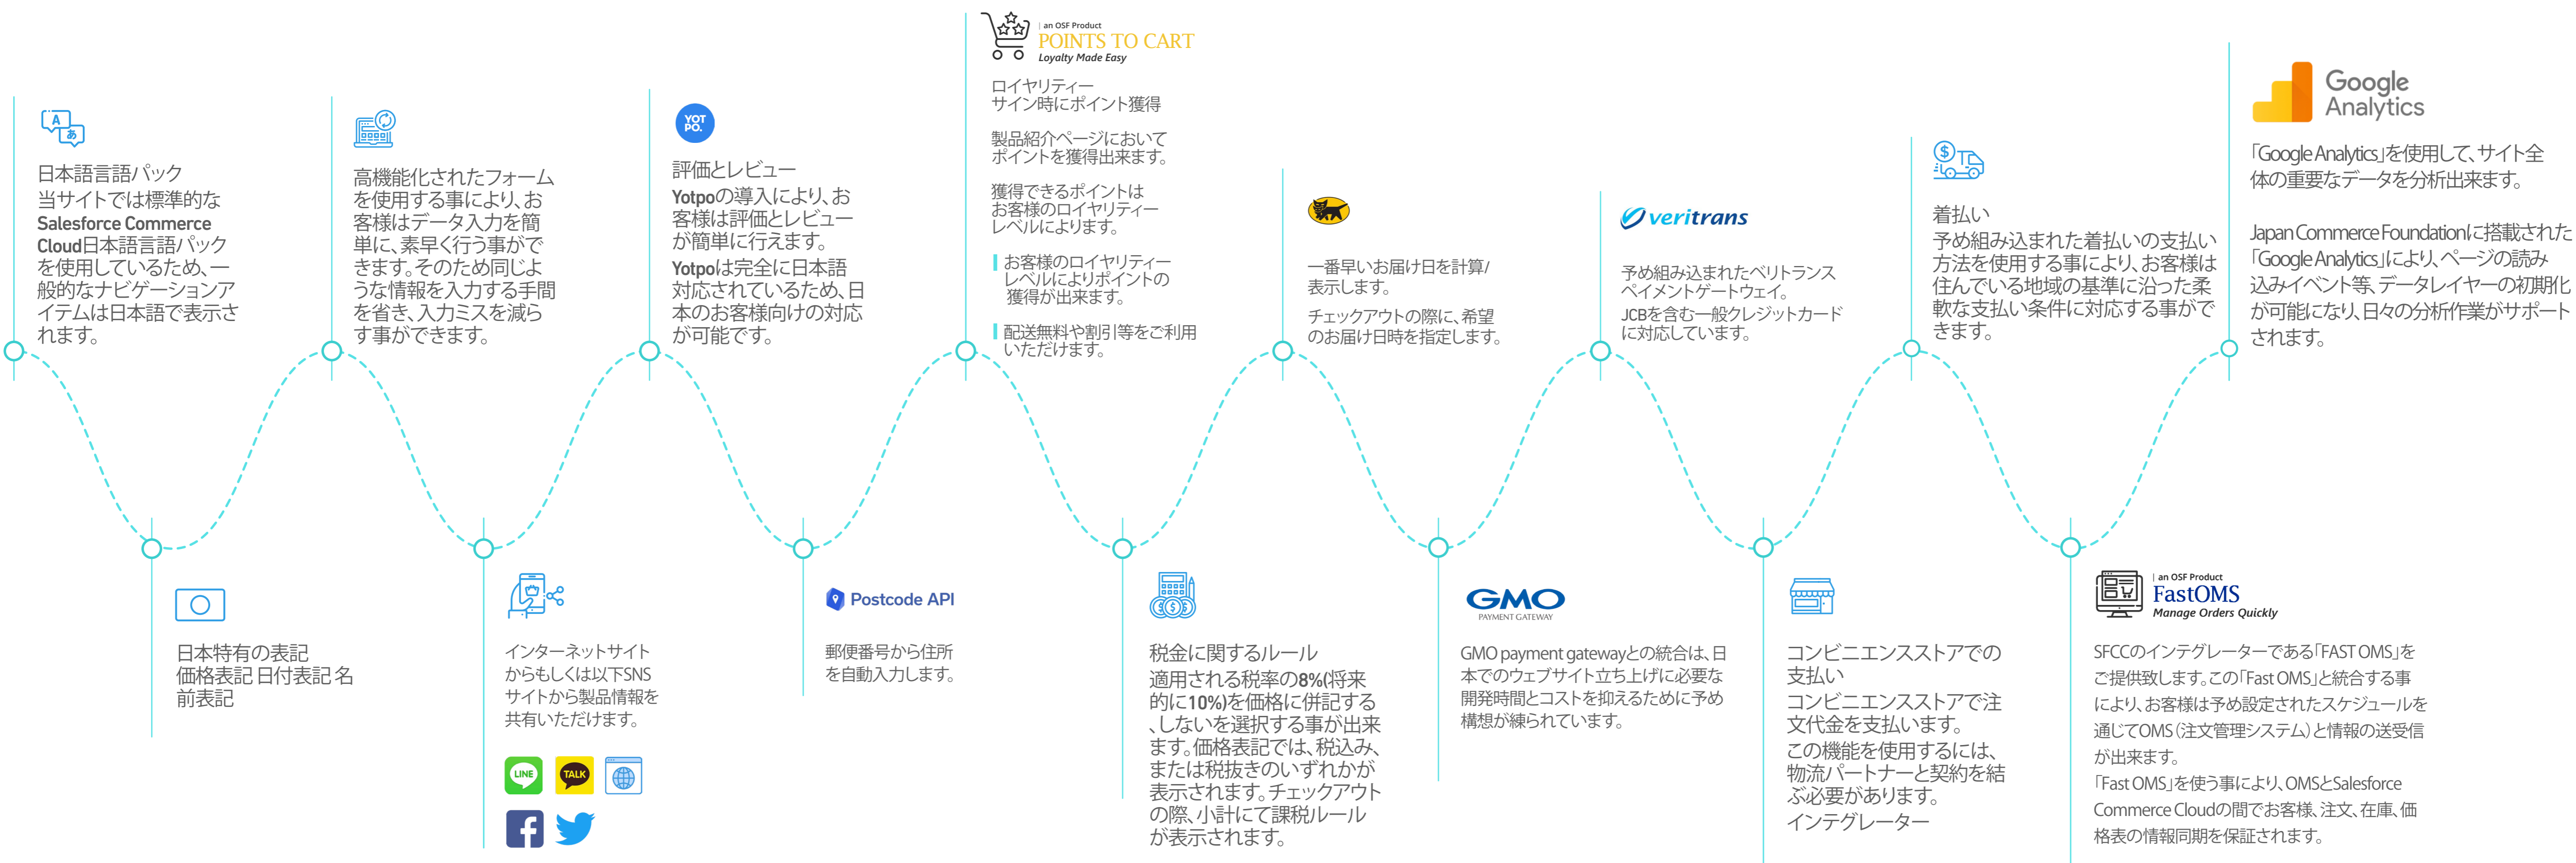 A
あ
日本語言語パック
当サイトでは標準的な
Salesforce Commerce
Cloud日本語言語パック
を使用しているため、一
般的なナビゲーションア
イテムは日本語で表示さ
れます。
日本特有の表記
価格表記 日付表記 名
前表記
高機能化されたフォーム
を使用する事により、お
客様はデータ入力を簡
単に、素早く行う事がで
きます。そのため同じよ
うな情報を入力する手間
を省き、入力ミスを減ら
す事ができます。
インターネットサイト
からもしくは以下SNS
サイトから製品情報を
共有いただけます。
LINE
TALK
YOT
PO.
評価とレビュー
Yotpoの導入により、お
客様は評価とレビュー
が簡単に行えます。
Yotpoは完全に日本語
対応されているため、日
本のお客様向けの対応
が可能です。
Postcode API
郵便番号から住所
を自動入力します。
| an OSF Product
POINTS TO CART
Loyalty Made Easy
ロイヤリティー
サイン時にポイント獲得
製品紹介ページにおいて
ポイントを獲得出来ます。
獲得できるポイントは
お客様のロイヤリティー
レベルによります。
お客様のロイヤリティー
レベルによりポイントの
獲得が出来ます。
配送無料や割引等をご利用
いただけます。
税金に関するルール
適用される税率の8%(将来
的に10%)を価格に併記する
、しないを選択する事が出来
ます。価格表記では、税込み、
または税抜きのいずれかが
表示されます。チェックアウト
の際、小計にて課税ルール
が表示されます。
一番早いお届け日を計算/
表示します。
チェックアウトの際に、希望
のお届け日時を指定します。
GMO
PAYMENT GATEWAY
GMO payment gatewayとの統合は、日
本でのウェブサイト立ち上げに必要な
開発時間とコストを抑えるために予め
構想が練られています。
veritrans
予め組み込まれたベリトランス
ペイメントゲートウェイ。
JCBを含む一般クレジットカード
に対応しています。
コンビニエンスストアでの
支払い
コンビニエンスストアで注
文代金を支払います。
この機能を使用するには、
物流パートナーと契約を結
ぶ必要があります。
インテグレーター
着払い
予め組み込まれた着払いの支払い
方法を使用する事により、お客様は
住んでいる地域の基準に沿った柔
軟な支払い条件に対応する事がで
きます。
| an OSF Product
FastOMS
Manage Orders Quickly
SFCCのインテグレーターである「FAST OMS」を
ご提供致します。この「Fast OMS」と統合する事
により、お客様は予め設定されたスケジュールを
通じてOMS（注文管理システム）と情報の送受信
が出来ます。
「Fast OMS」を使う事により、OMSとSalesforce
Commerce Cloudの間でお客様、注文、在庫、価
格表の情報同期を保証されます。
Google
Analytics
「Google Analytics」を使用して、サイト全
体の重要なデータを分析出来ます。
Japan Commerce Foundationに搭載された
「Google Analytics」により、ページの読み
込みイベント等、データレイヤーの初期化
が可能になり、日々の分析作業がサポート
されます。